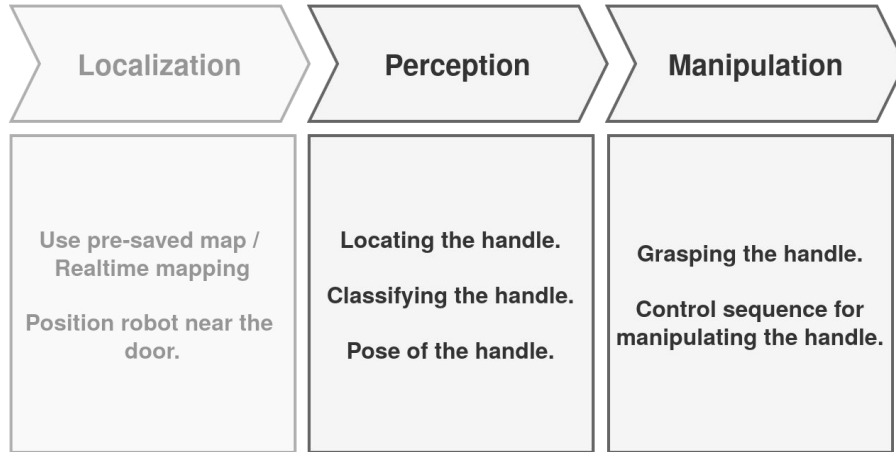 Localization
Perception
Manipulation
Use pre-saved map /
Realtime mapping
Position robot near the
door.
Locating the handle.
Classifying the handle.
Pose of the handle.
Grasping the handle.
Control sequence for
manipulating the handle.